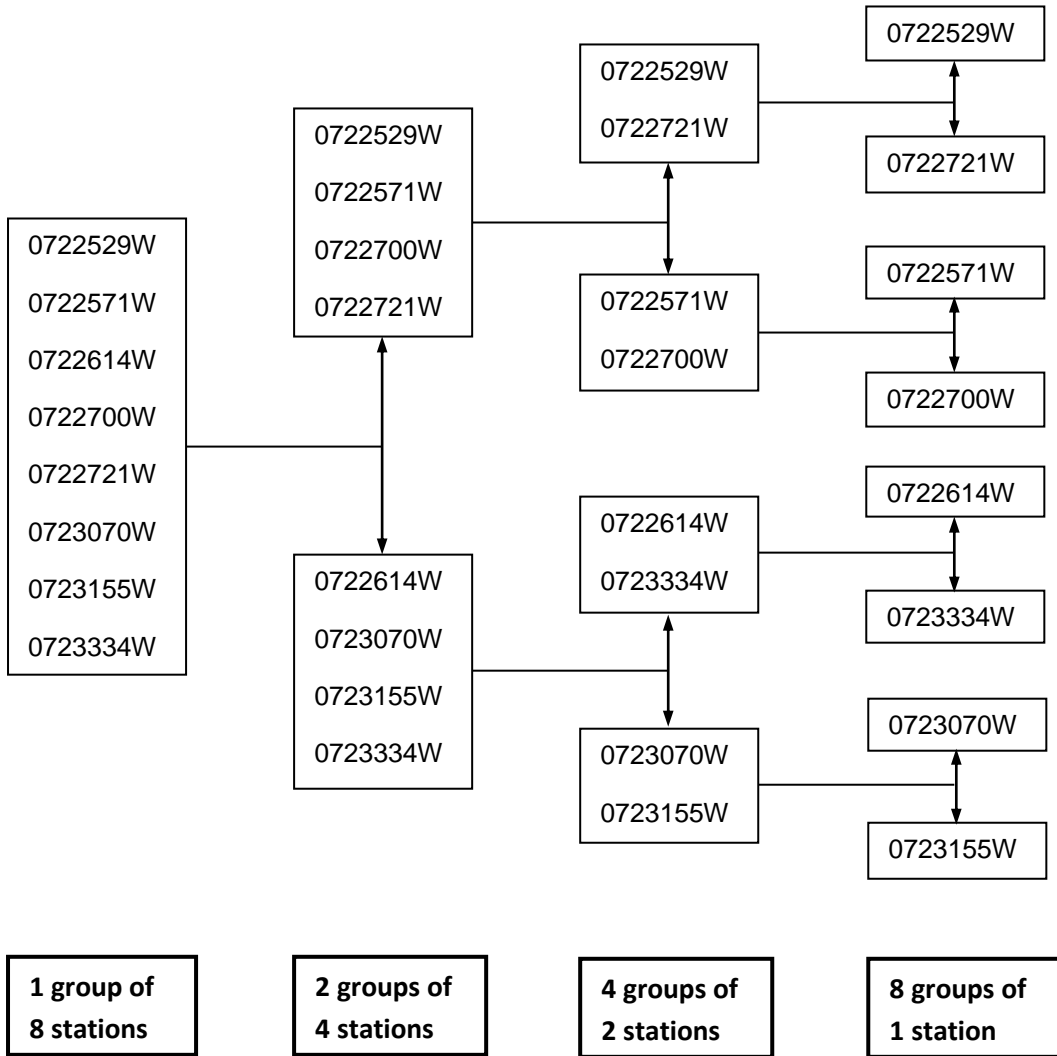 0722529W
0722571W
0722614W
0722700W
0722721W
0723070W
0723155W
0723334W
0722529W
0722571W
0722700W
0722721W
0722614W
0723070W
0723155W
0723334W
0722529W
0722721W
0722571W
0722700W
0722614W
0723334W
0723070W
0723155W
0722529W
0722721W
0722571W
0722700W
0722614W
0723334W
0723070W
0723155W
1 group of
8 stations
2 groups of
4 stations
4 groups of
2 stations
8 groups of
1 station